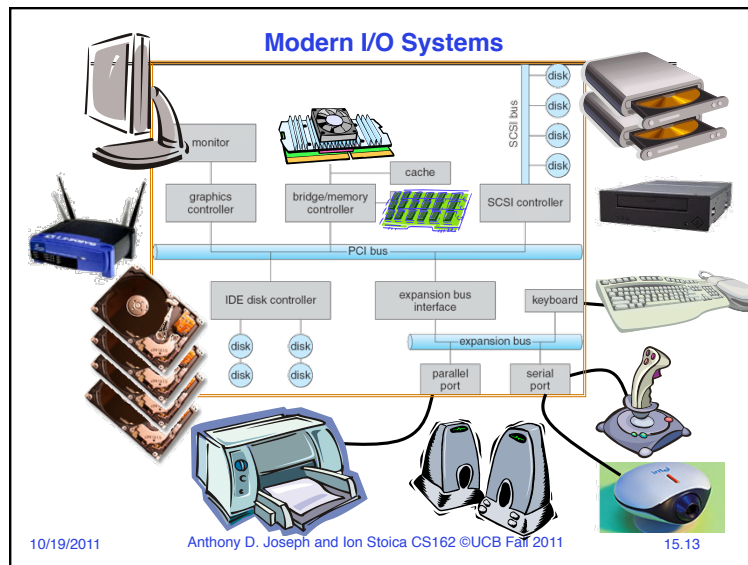 Modern I/O Systems
monitor
graphics
controller
bridge/memory
controller
cache
SCSI controller
SCSI bus
disk
disk
disk
disk
PCI bus
IDE disk controller
expansion bus
interface
keyboard
disk
disk
disk
disk
expansion bus
parallel
port
serial
port
intel
10/19/2011
Anthony D. Joseph and Ion Stoica CS162 ©UCB Fall 2011
15.13